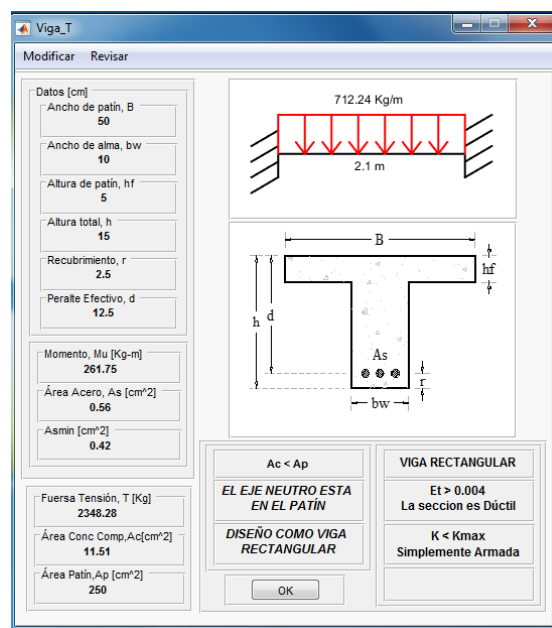 Viga_T
Modificar Revisar
Datos [cm]
Ancho de patín, B
50
Ancho de alma, bw
10
Altura de patín, hf
5
Altura total, h
15
Recubrimiento, r
2.5
Peralte Efectivo, d
12.5
Momento, Mu [Kg-m]
261.75
Área Acero, As [cm^2]
0.56
Asmin [cm^2]
0.42
Fuersa Tensión, T [Kg]
2348.28
Área Conc Comp,Ac[cm^2]
11.51
Área Patín,Ap [cm^2]
250
712.24 Kg/m
2.1 m
B
hf
h
d
As
r
bw
Ac < Ap
EL EJE NEUTRO ESTA
EN EL PATÍN
DISEÑO COMO VIGA
RECTANGULAR
VIGA RECTANGULAR
Et > 0.004
La seccion es Dúctil
K < Kmax
Simplemente Armada
OK